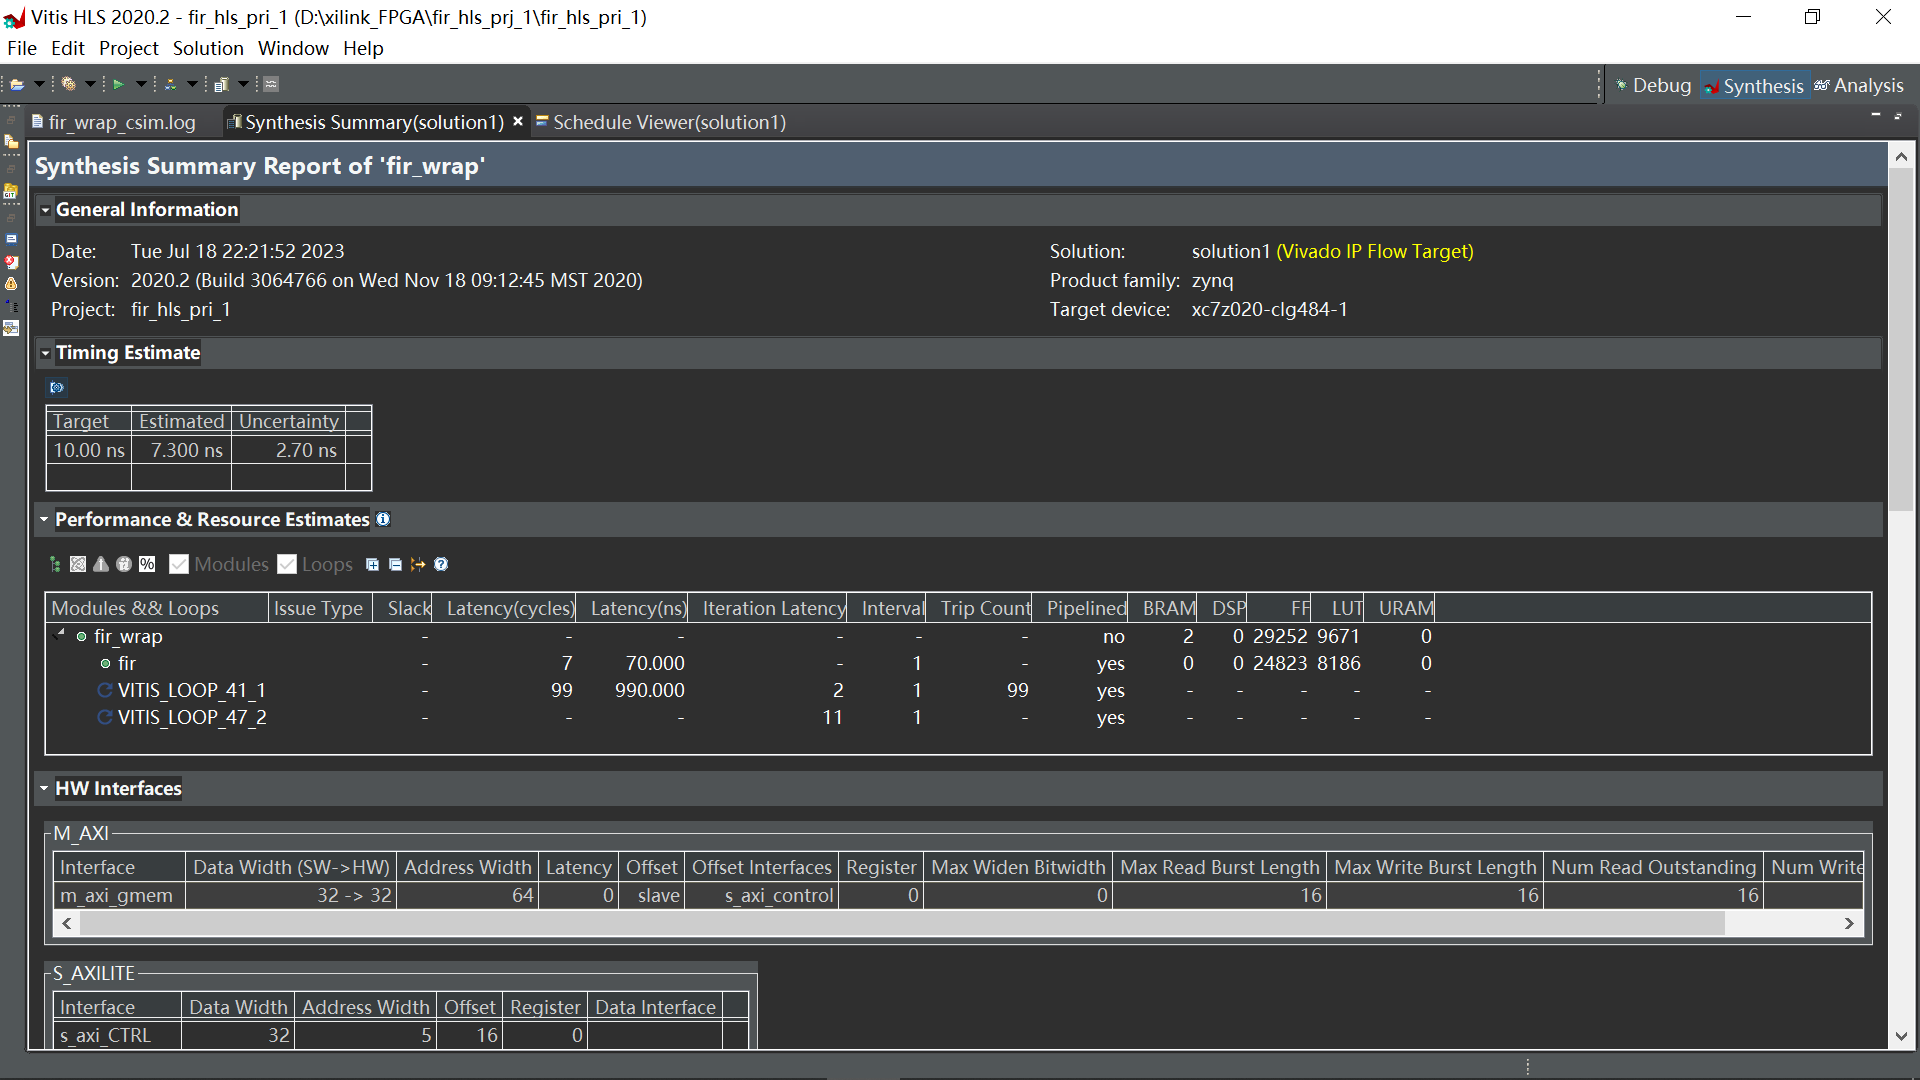 Vitis HLS 2020.2 - fir_hls_pri_1 (D:\xilink_FPGA\fir_hls_prj_1\fir_hls_pri_1)
File Edit Project Solution Window Help
Debug Synthesis Analysis
fir_wrap_csim.log Synthesis Summary(solution1) Schedule Viewer(solution1)
Synthesis Summary Report of 'fir_wrap'
General Information
Date: Tue Jul 18 22:21:52 2023 Solution: solution1 (Vivado IP Flow Target)
Version: 2020.2 (Build 3064766 on Wed Nov 18 09:12:45 MST 2020) Product family: zynq
Project: fir_hls_pri_1 Target device: xc7z020-clg484-1
Timing Estimate
Target Estimated Uncertainty
10.00 ns 7.300 ns 2.70 ns
Performance & Resource Estimates
% Modules Loops
Modules && Loops Issue Type Slack Latency(cycles) Latency(ns) Iteration Latency Interval Trip Count Pipelined BRAM DSP FF LUT URAM
fir_wrap - - - - - - no 2 0 29252 9671 0
fir - 7 70.000 - 1 - yes 0 0 24823 8186 0
VITIS_LOOP_41_1 - 99 990.000 2 1 99 yes - - - - -
VITIS_LOOP_47_2 - - - 11 1 - yes - - - - -
HW Interfaces
M_AXI
Interface Data Width (SW->HW) Address Width Latency Offset Offset Interfaces Register Max Widen Bitwidth Max Read Burst Length Max Write Burst Length Num Read Outstanding Num Write
m_axi_gmem 32 -> 32 64 0 slave s_axi_control 0 0 16 16 16
S_AXILITE
Interface Data Width Address Width Offset Register Data Interface
s_axi_CTRL 32 5 16 0